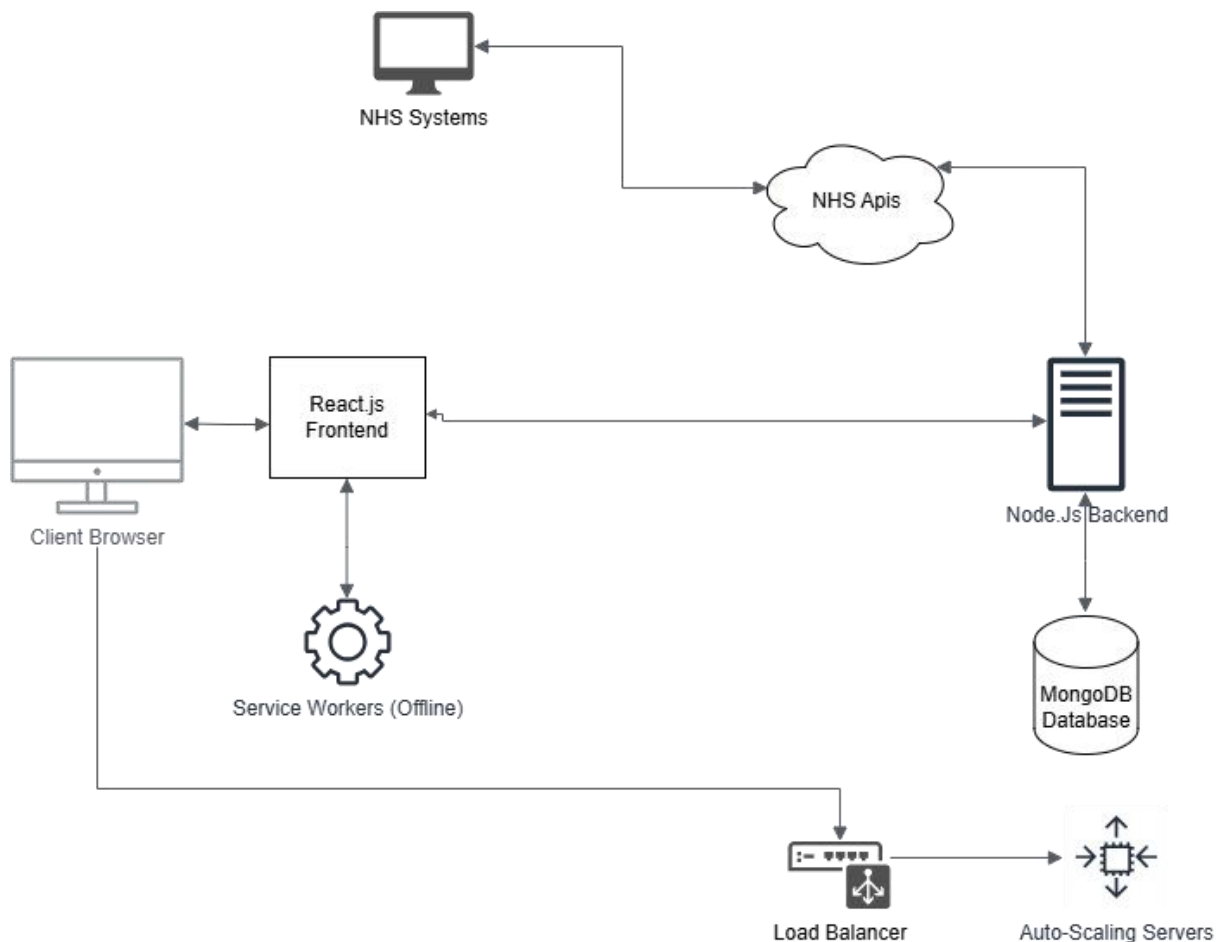 NHS Systems
NHS Apis
React.js
Frontend
Client Browser
Node.Js Backend
Service Workers (Offline)
MongoDB
Database
Load Balancer
Auto-Scaling Servers